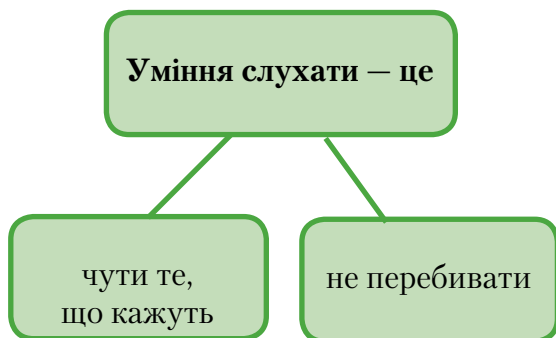 Уміння слухати — це
чути те,
що кажуть
не перебивати